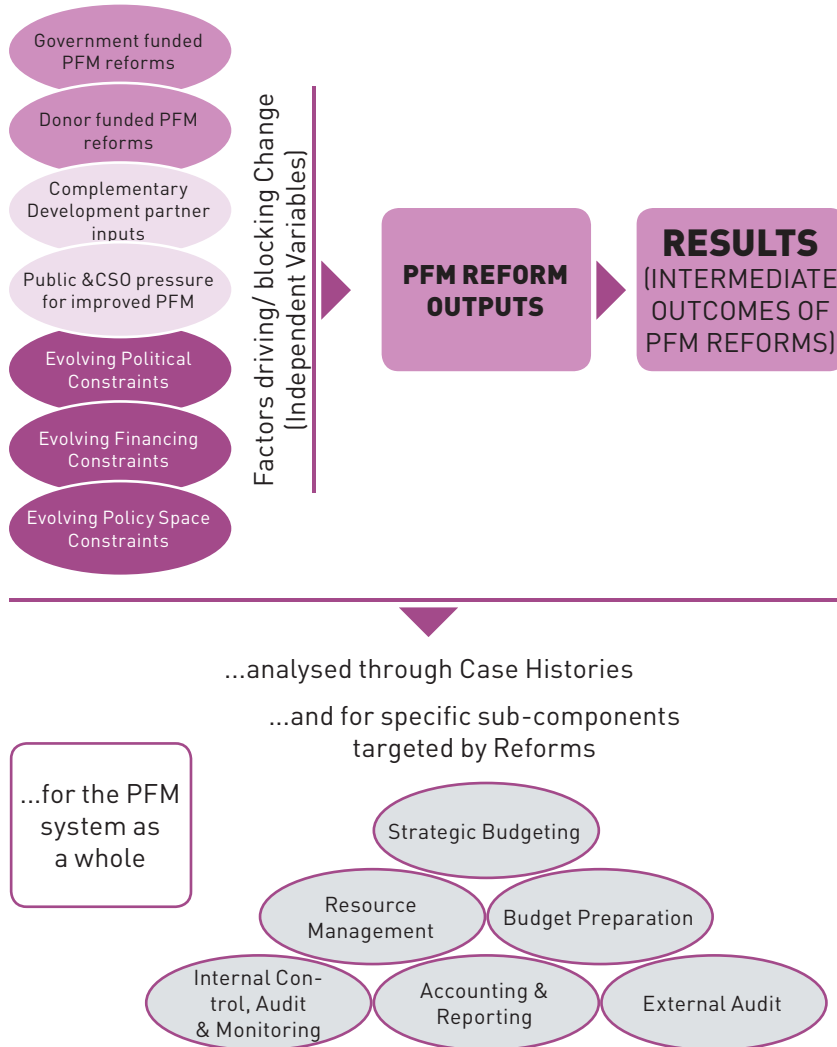 Government funded
PFM reforms
Donor funded PFM
reforms
Complementary
Development partner
inputs
Public &CSO pressure
for improved PFM
Evolving Political
Constraints
Evolving Financing
Constraints
Evolving Policy Space
Constraints
Factors driving/ blocking Change
(Independent Variables)
PFM REFORM
OUTPUTS
RESULTS
(INTERMEDIATE
OUTCOMES OF
PFM REFORMS)
...analysed through Case Histories
...and for specific sub-components
targeted by Reforms
...for the PFM
system as
a whole
Strategic Budgeting
Resource
Management
Budget Preparation
Internal Con-
trol, Audit
& Monitoring
Accounting &
Reporting
External Audit